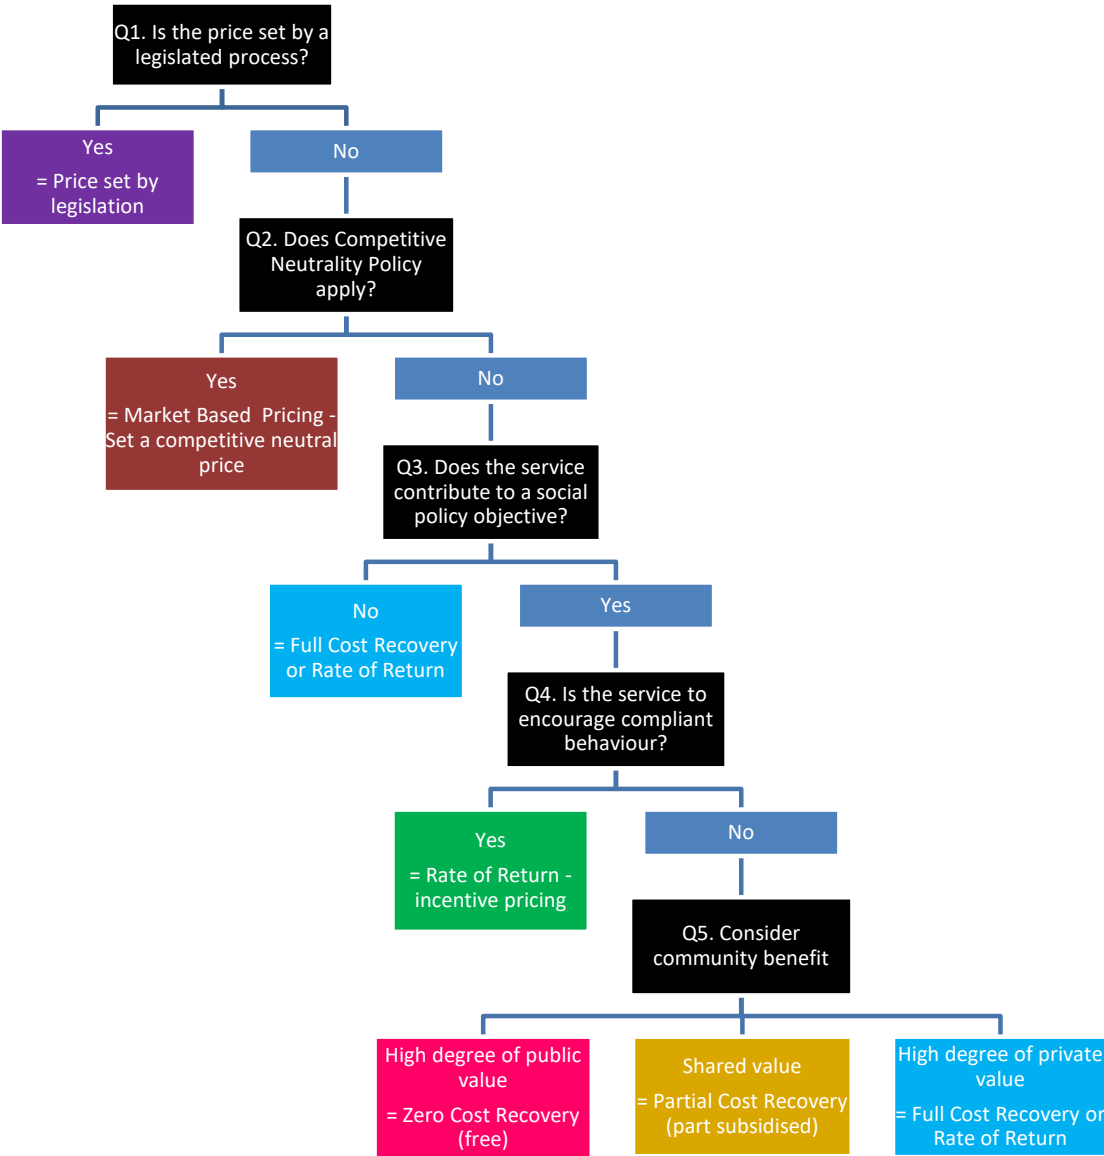 Q1. Is the price set by a
legislated process?
Yes
= Price set by
legislation
No
Q2. Does Competitive
Neutrality Policy
apply?
Yes
= Market Based  Pricing -
Set a competitive neutral
price
No
Q3. Does the service
contribute to a social
policy objective?
No
= Full Cost Recovery
or Rate of Return
Yes
Q4. Is the service to
encourage compliant
behaviour?
Yes
= Rate of Return -
incentive pricing
No
Q5. Consider
community benefit
High degree of public
value
= Zero Cost Recovery
(free)
Shared value
= Partial Cost Recovery
(part subsidised)
High degree of private
value
= Full Cost Recovery or
Rate of Return